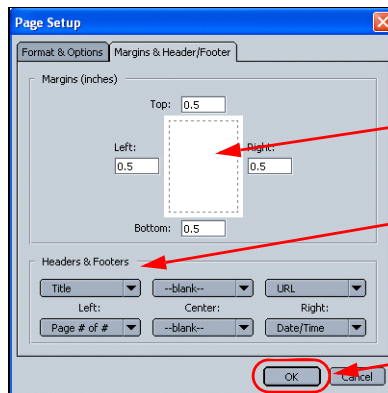 Page Setup
Format & Options Margins & Header/Footer
Margins (inches)
Top: 0.5
Left: Right:
0.5 0.5
Bottom: 0.5
Headers & Footers
Title --blank-- URL
Left: Center: Right:
Page # of # --blank-- Date/Time
OK Cancel